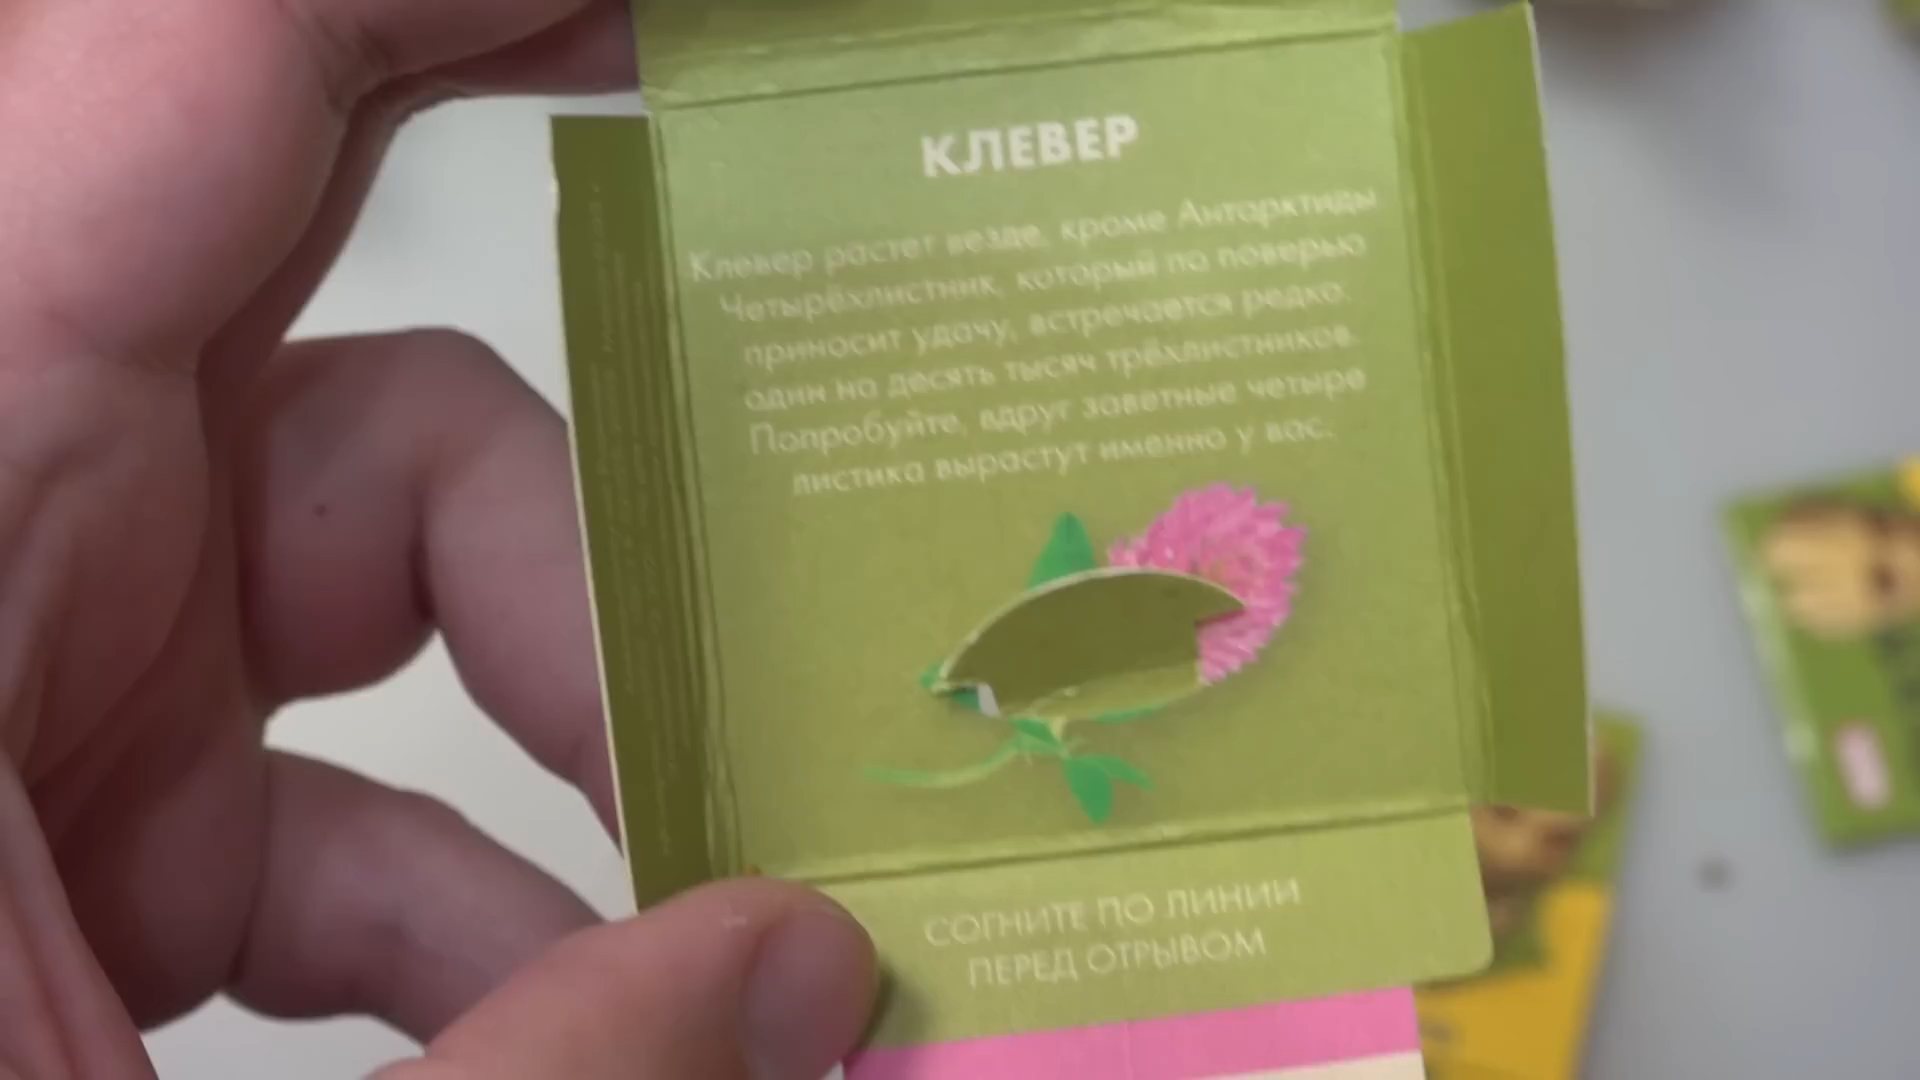 КЛЕВЕР
Клевер растет везде, кроме Антарктиды
Четырёхлистник, который по поверью
приносит удачу, встречается редко:
один на десять тысяч трёхлистников.
Попробуйте, вдруг заветные четыре
листика вырастут именно у вас.
СОГНИТЕ ПО ЛИНИИ
ПЕРЕД ОТРЫВОМ